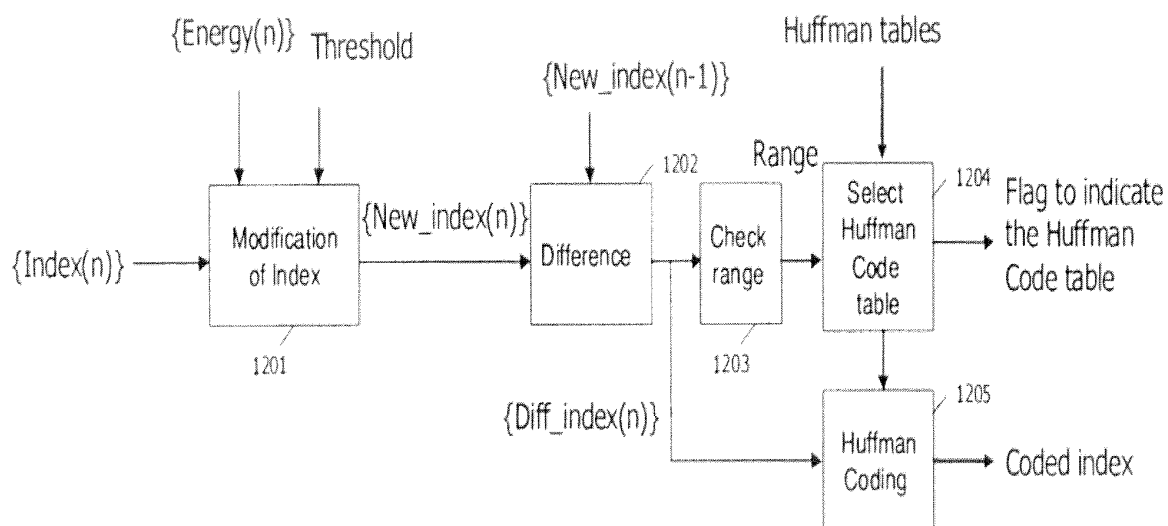 {Energy(n)}
Threshold
Huffman tables
{New_index(n-1)}
1202
Range
1204
Select
Huffman
Code
table
Flag to indicate
the Huffman
Code table
{New_index(n)}
Modification
of Index
Difference
Check
range
{Index(n)}
1201
1203
{Diff_index(n)}
1205
Huffman
Coding
Coded index